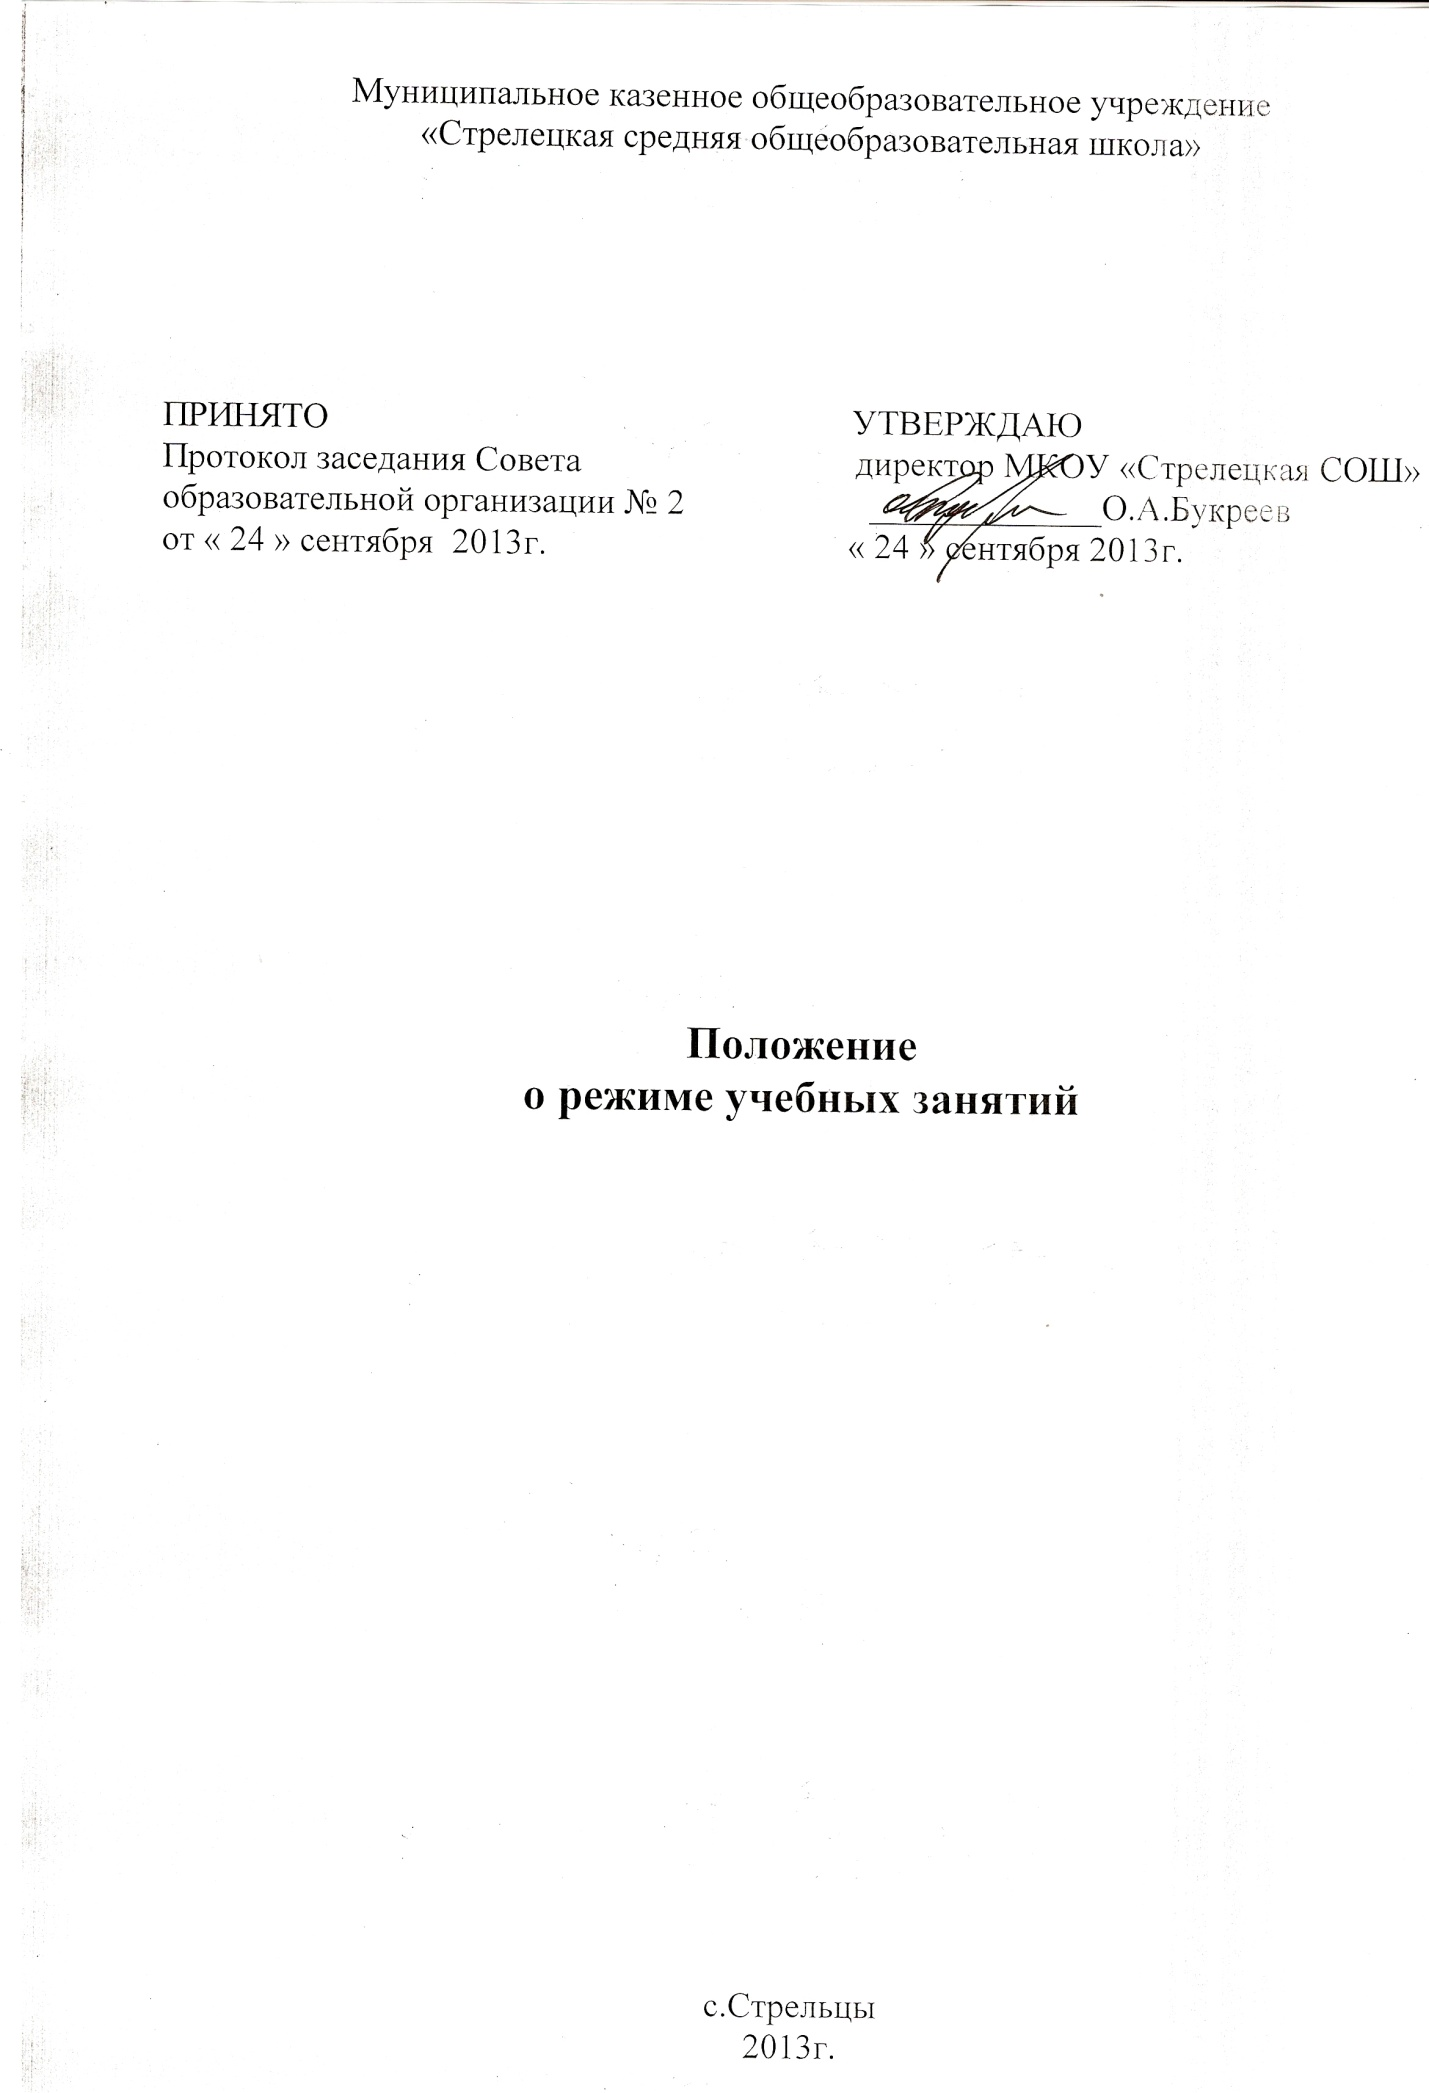 Муниципальное казенное общеобразовательное учреждение
«Стрелецкая средняя общеобразовательная школа»
ПРИНЯТО
Протокол заседания Совета
образовательной организации № 2
от « 24 » сентября 2013г.
УТВЕРЖДАЮ
директор МКОУ «Стрелецкая СОШ»
______________О.А.Букреев
« 24 » сентября 2013г.
Положение
о режиме учебных занятий
с.Стрельцы
2013г.